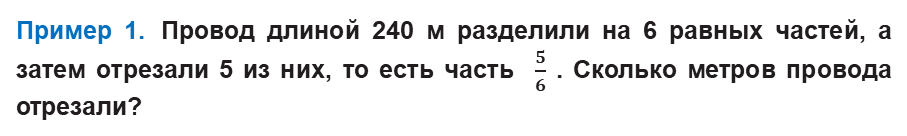 Пример 1. Провод длиной 240 м разделили на 6 равных частей, а
затем отрезали 5 из них, то есть часть 5/6 . Сколько метров провода
отрезали?